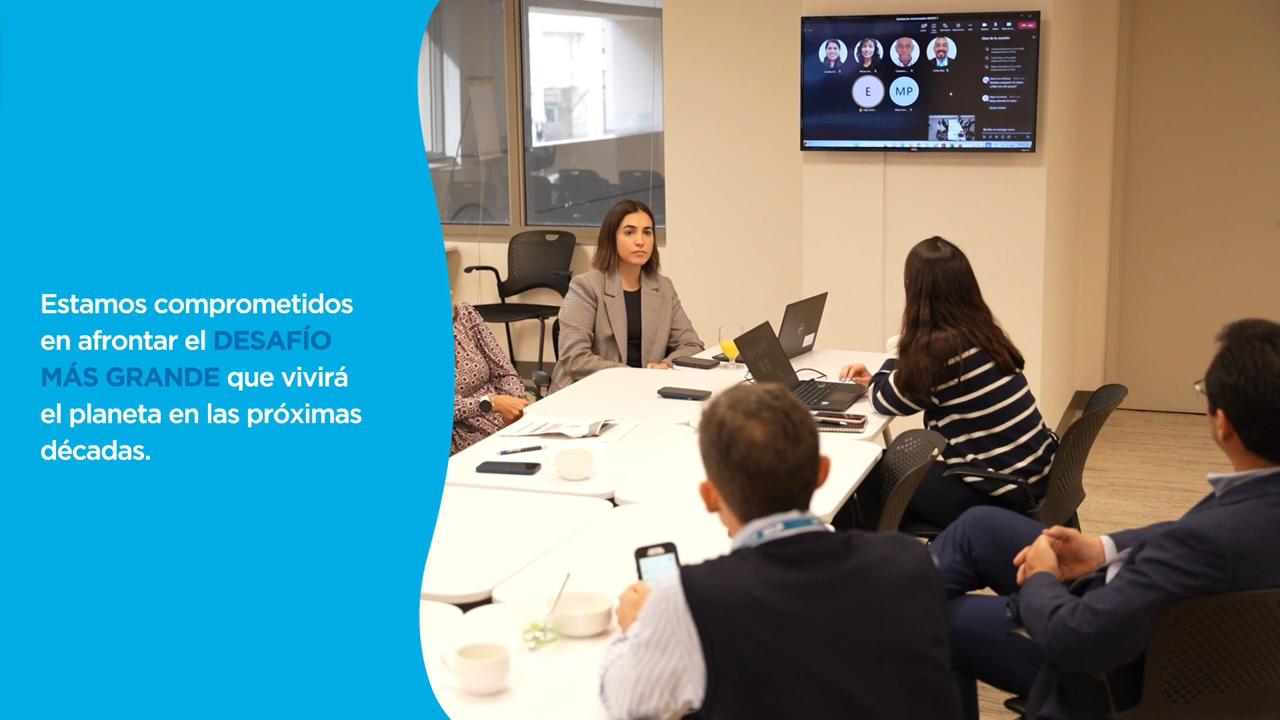 Estamos comprometidos
en afrontar el DESAFÍO
MÁS GRANDE que vivirá
el planeta en las próximas
décadas.
E
MP